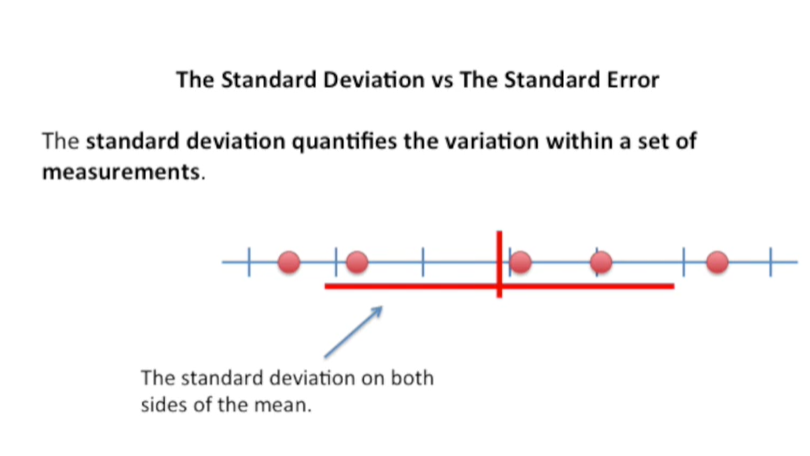 The Standard Deviation vs The Standard Error
The standard deviation quantifies the variation within a set of
measurements.
The standard deviation on both
sides of the mean.